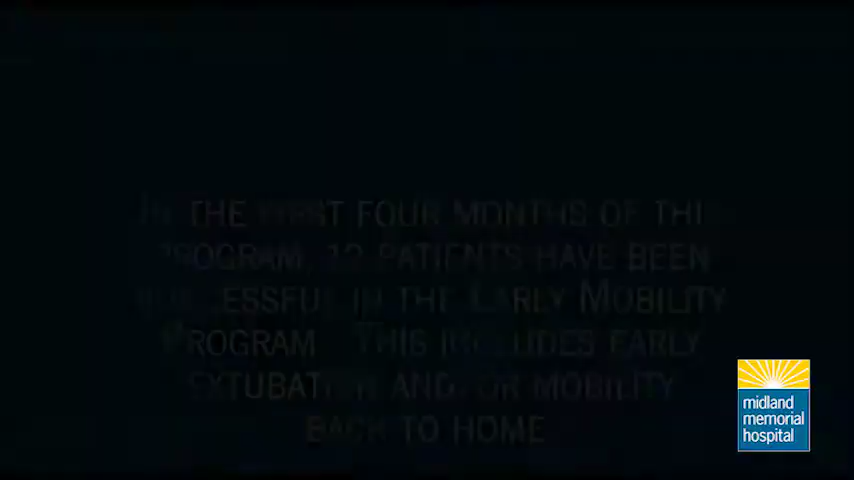 IN THE FIRST FOUR MONTHS OF THIS
PROGRAM, 12 PATIENTS HAVE BEEN
SUCCESSFUL IN THE EARLY MOBILITY
PROGRAM. THIS INCLUDES EARLY
EXTUBATION AND/OR MOBILITY
BACK TO HOME
midland
memorial
hospital